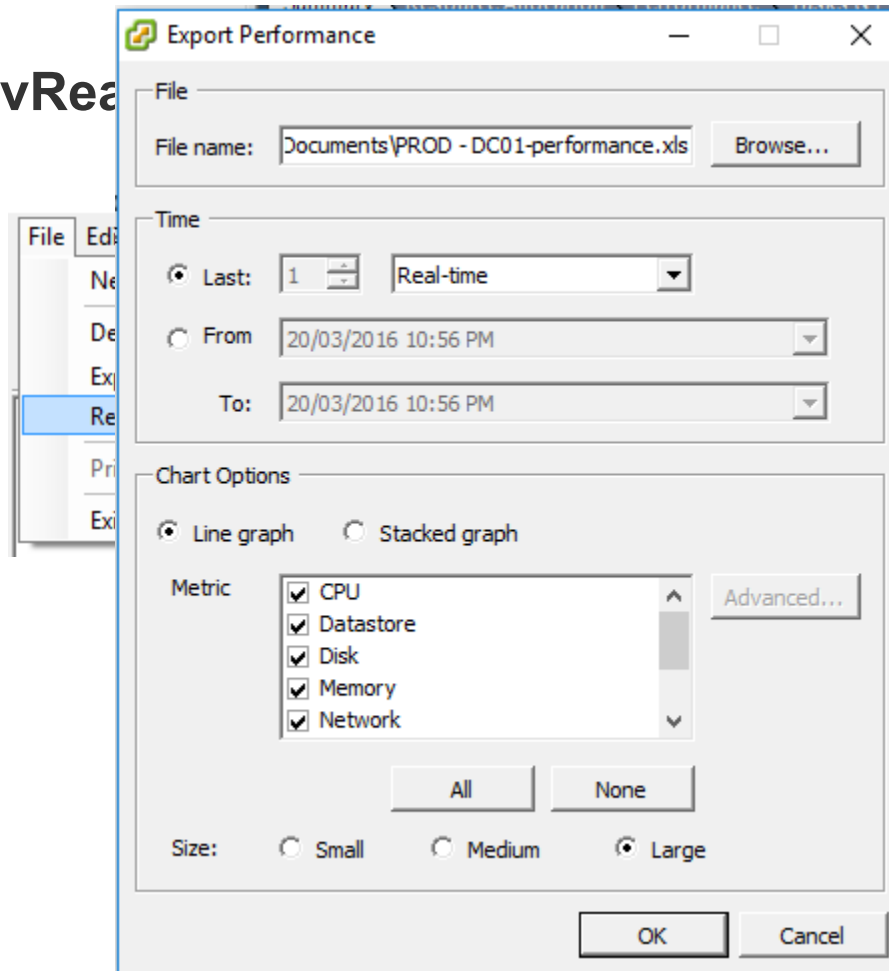 Export Performance
vRea
File
File name: Documents\PROD - DC01-performance.xls Browse...
File Edi
Ne
De
Exp
Re
Pri
Exi
Time
Last: 1 Real-time
From 20/03/2016 10:56 PM
To: 20/03/2016 10:56 PM
Chart Options
Line graph Stacked graph
Metric CPU Advanced...
Datastore
Disk
Memory
Network
All None
Size: Small Medium Large
OK Cancel